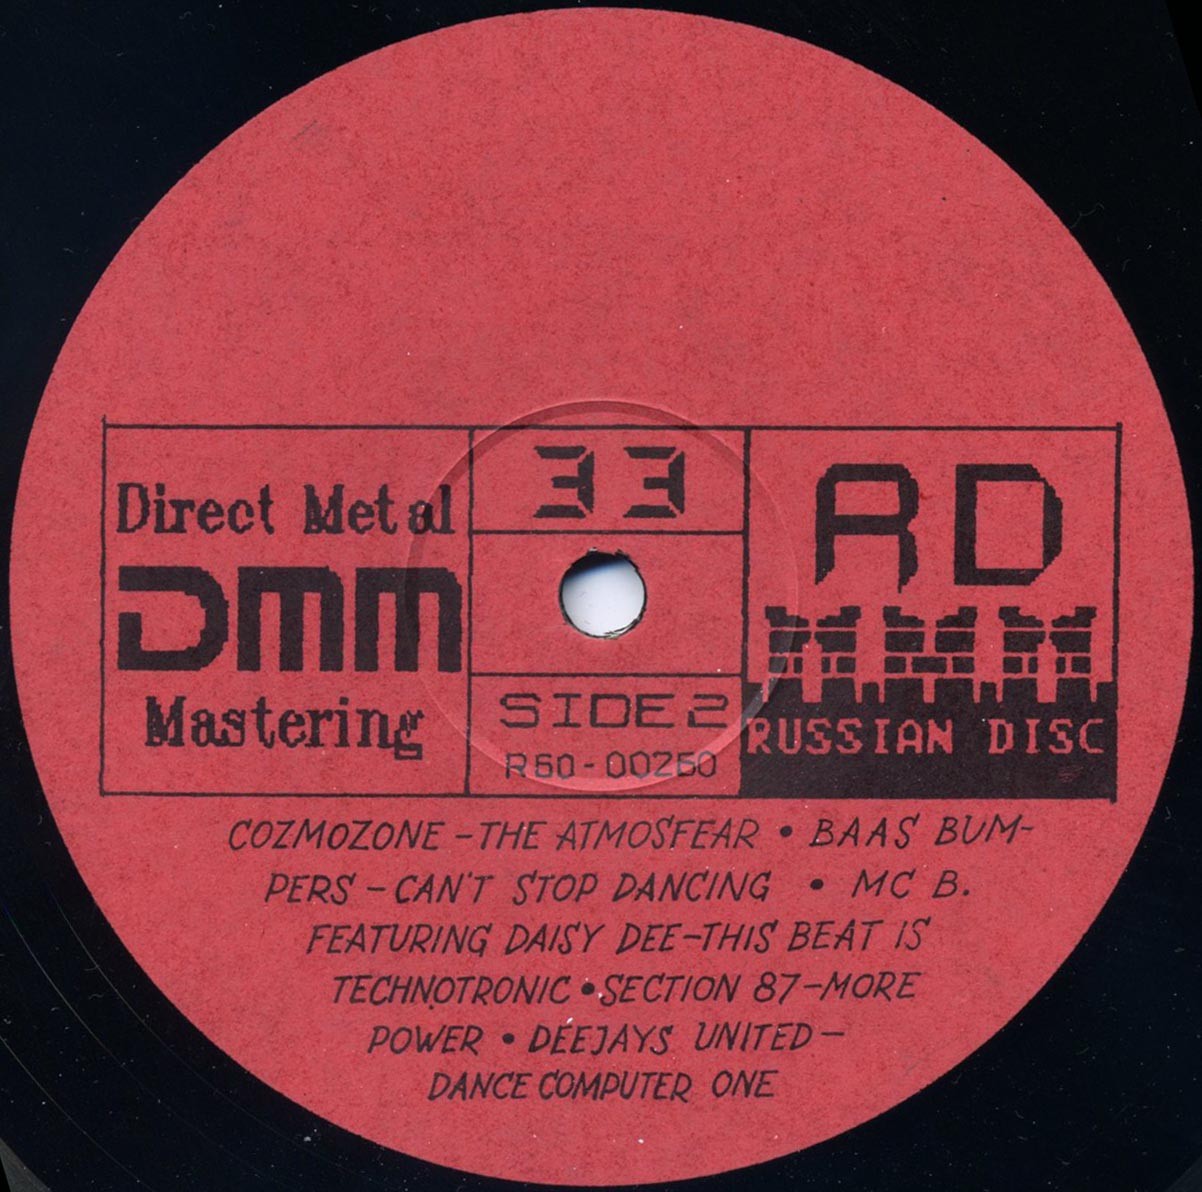 Direct Metal
DMM
Mastering
33
SIDE 2
R60-00260
RD
RUSSIAN DISC
COZMOZONE – THE ATMOSFEAR • BAAS BUM-
PERS – CAN'T STOP DANCING • MC B.
FEATURING DAISY DEE – THIS BEAT IS
TECHNOTRONIC • SECTION 87 – MORE
POWER • DEEJAYS UNITED –
DANCE COMPUTER ONE